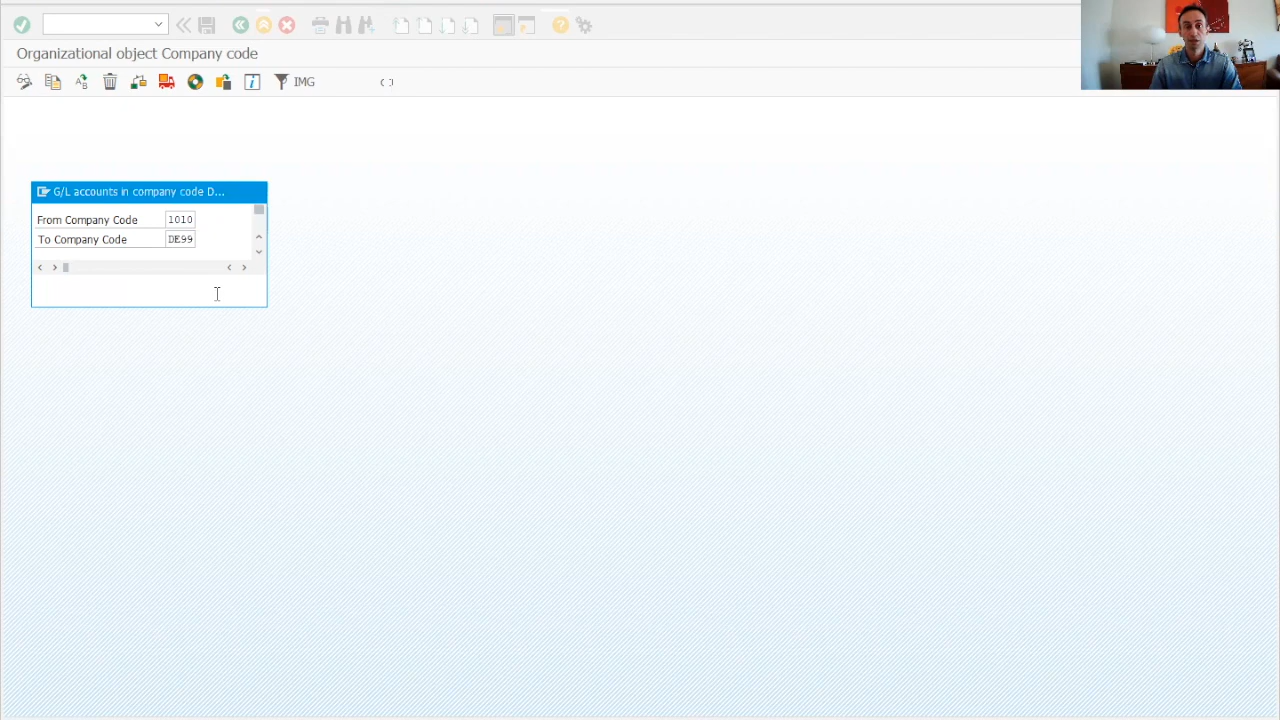 Organizational object Company code
IMG
G/L accounts in company code D...
From Company Code 1010
To Company Code DE99